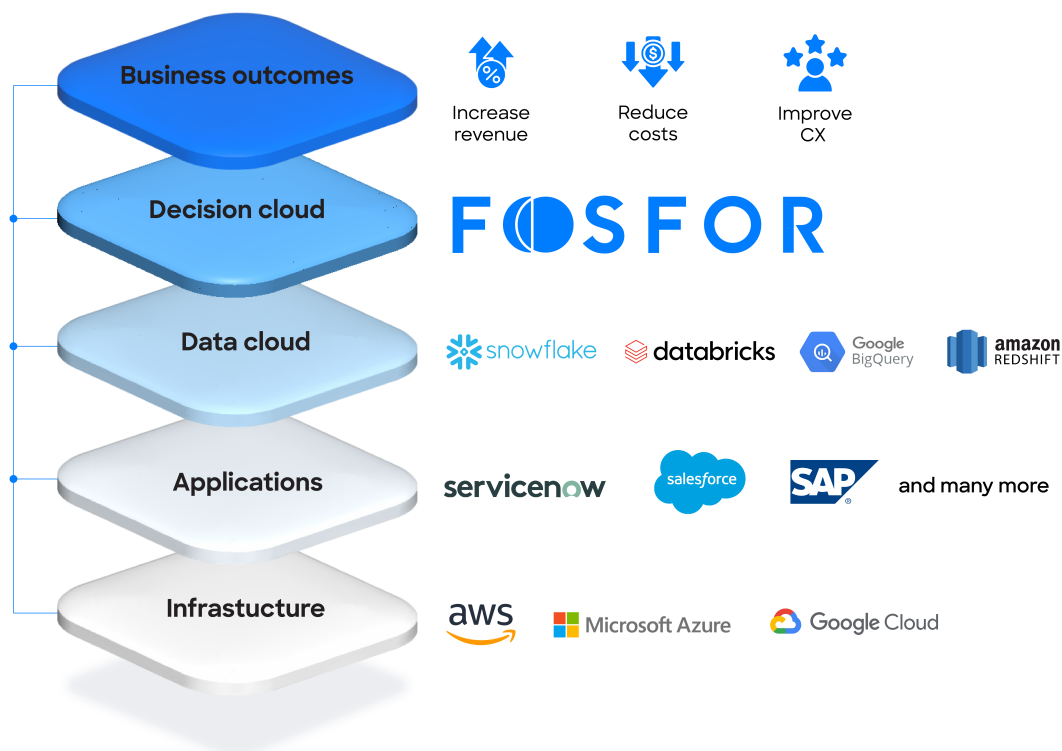 Business outcomes
Increase
revenue
Reduce
costs
Improve
CX
Decision cloud
FOSFOR
Data cloud
snowflake
databricks
Google
BigQuery
amazon
REDSHIFT
Applications
servicenow
salesforce
SAP
®
and many more
Infrastucture
aws
Microsoft Azure
Google Cloud